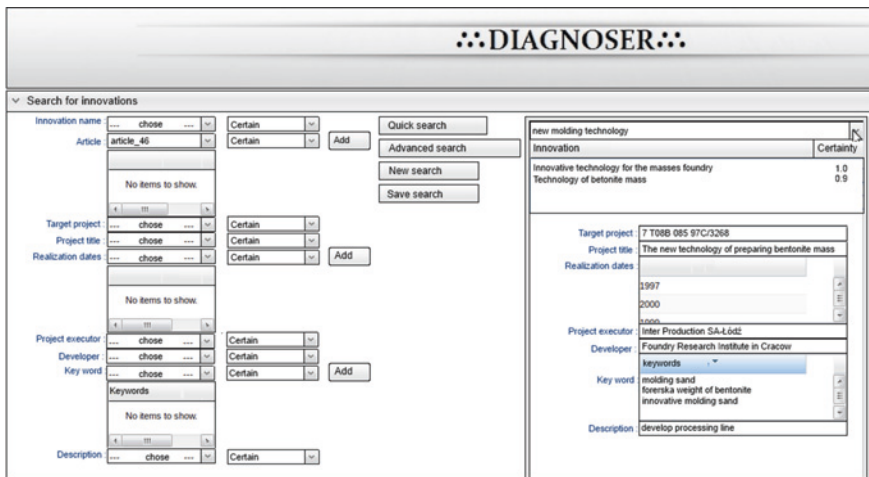 ∴DIAGNOSER∴
Search for innovations
Innovation name : --- chose --- Certain
Article : article_46 Certain Add
No items to show.
Target project : --- chose --- Certain
Project title : --- chose --- Certain
Realization dates : --- chose --- Certain Add
No items to show.
Project executor : --- chose --- Certain
Developer : --- chose --- Certain
Key word : --- chose --- Certain Add
Keywords
No items to show.
Description : --- chose --- Certain
Quick search
Advanced search
New search
Save search
new molding technology
Innovation Certainty
Innovative technology for the masses foundry 1.0
Technology of betonite mass 0.9
Target project : 7 T08B 085 97C/3268
Project title : The new technology of preparing bentonite mass
Realization dates :
1997
2000
Project executor : Inter Production SA-Łódź
Developer : Foundry Research Institute in Cracow
keywords
Key word : molding sand
forerska weight of bentonite
innovative molding sand
Description : develop processing line